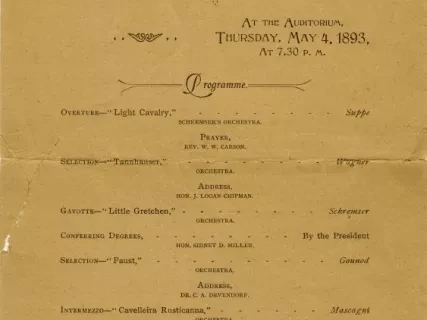 At the Auditorium,
Thursday, May 4, 1893,
At 7.30 p. m.
Programme.
Overture—"Light Cavalry," - - - - - - Suppe
Schremser's Orchestra.
Prayer,
Rev. W. W. Carson.
Selection—"Tannhauser," - - - - - - Wagner
Orchestra.
Address,
Hon. J. Logan Chipman.
Gavotte—"Little Gretchen," - - - - - - Schremser
Orchestra.
Conferring Degrees, - - - - - - By the President
Hon. Sidney D. Miller.
Selection—"Faust," - - - - - - Gounod
Orchestra.
Address,
Dr. C. S. Devendorf.
Intermezzo—"Cavelleira Rusticanna," - - - - Mascagni
Orchestra.